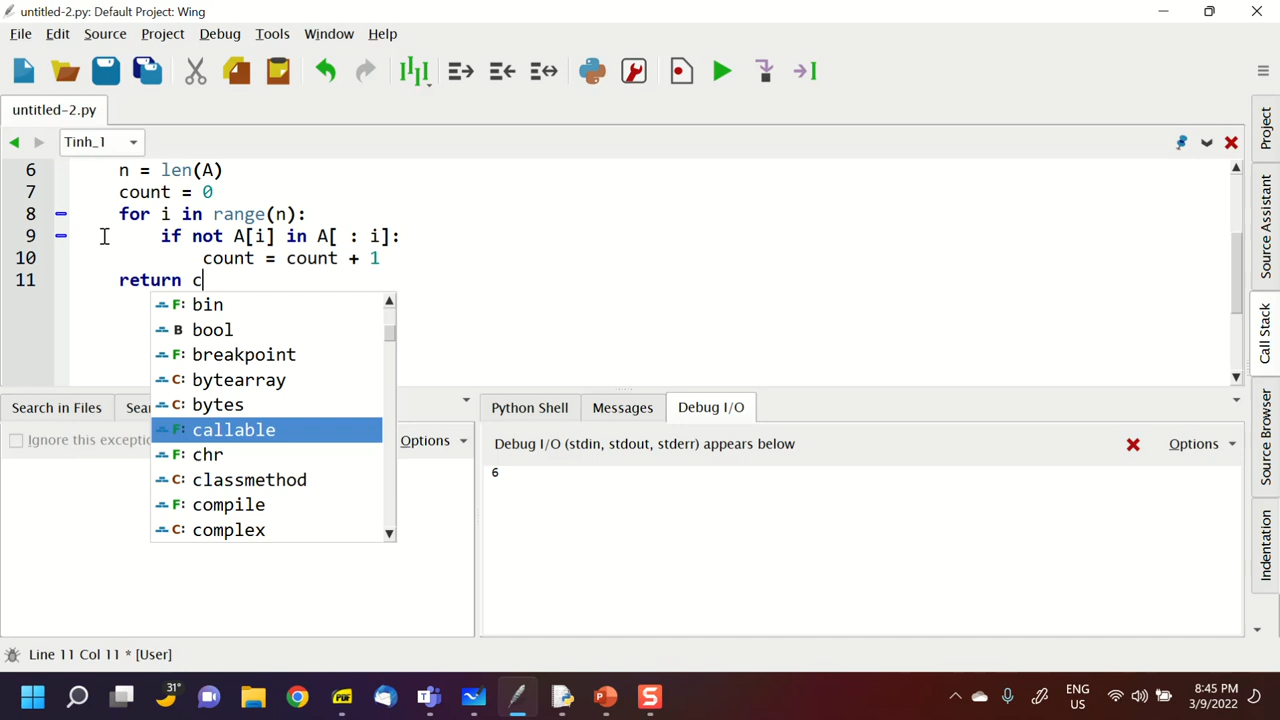 untitled-2.py: Default Project: Wing
File Edit Source Project Debug Tools Window Help
untitled-2.py
Tinh_1
6 n = len(A)
7 count = 0
8 for i in range(n):
9 if not A[i] in A[ : i]:
10 count = count + 1
11 return c
F: bin
B bool
F: breakpoint
C: bytearray
C: bytes
F: callable
F: chr
C: classmethod
F: compile
C: complex
Search in Files
Ignore this
Options
Python Shell Messages Debug I/O
Debug I/O (stdin, stdout, stderr) appears below
Options
6
Project
Source Assistant
Call Stack
Source Browser
Indentation
Line 11 Col 11 * [User]
31°
PDF
ENG
US
8:45 PM
3/9/2022